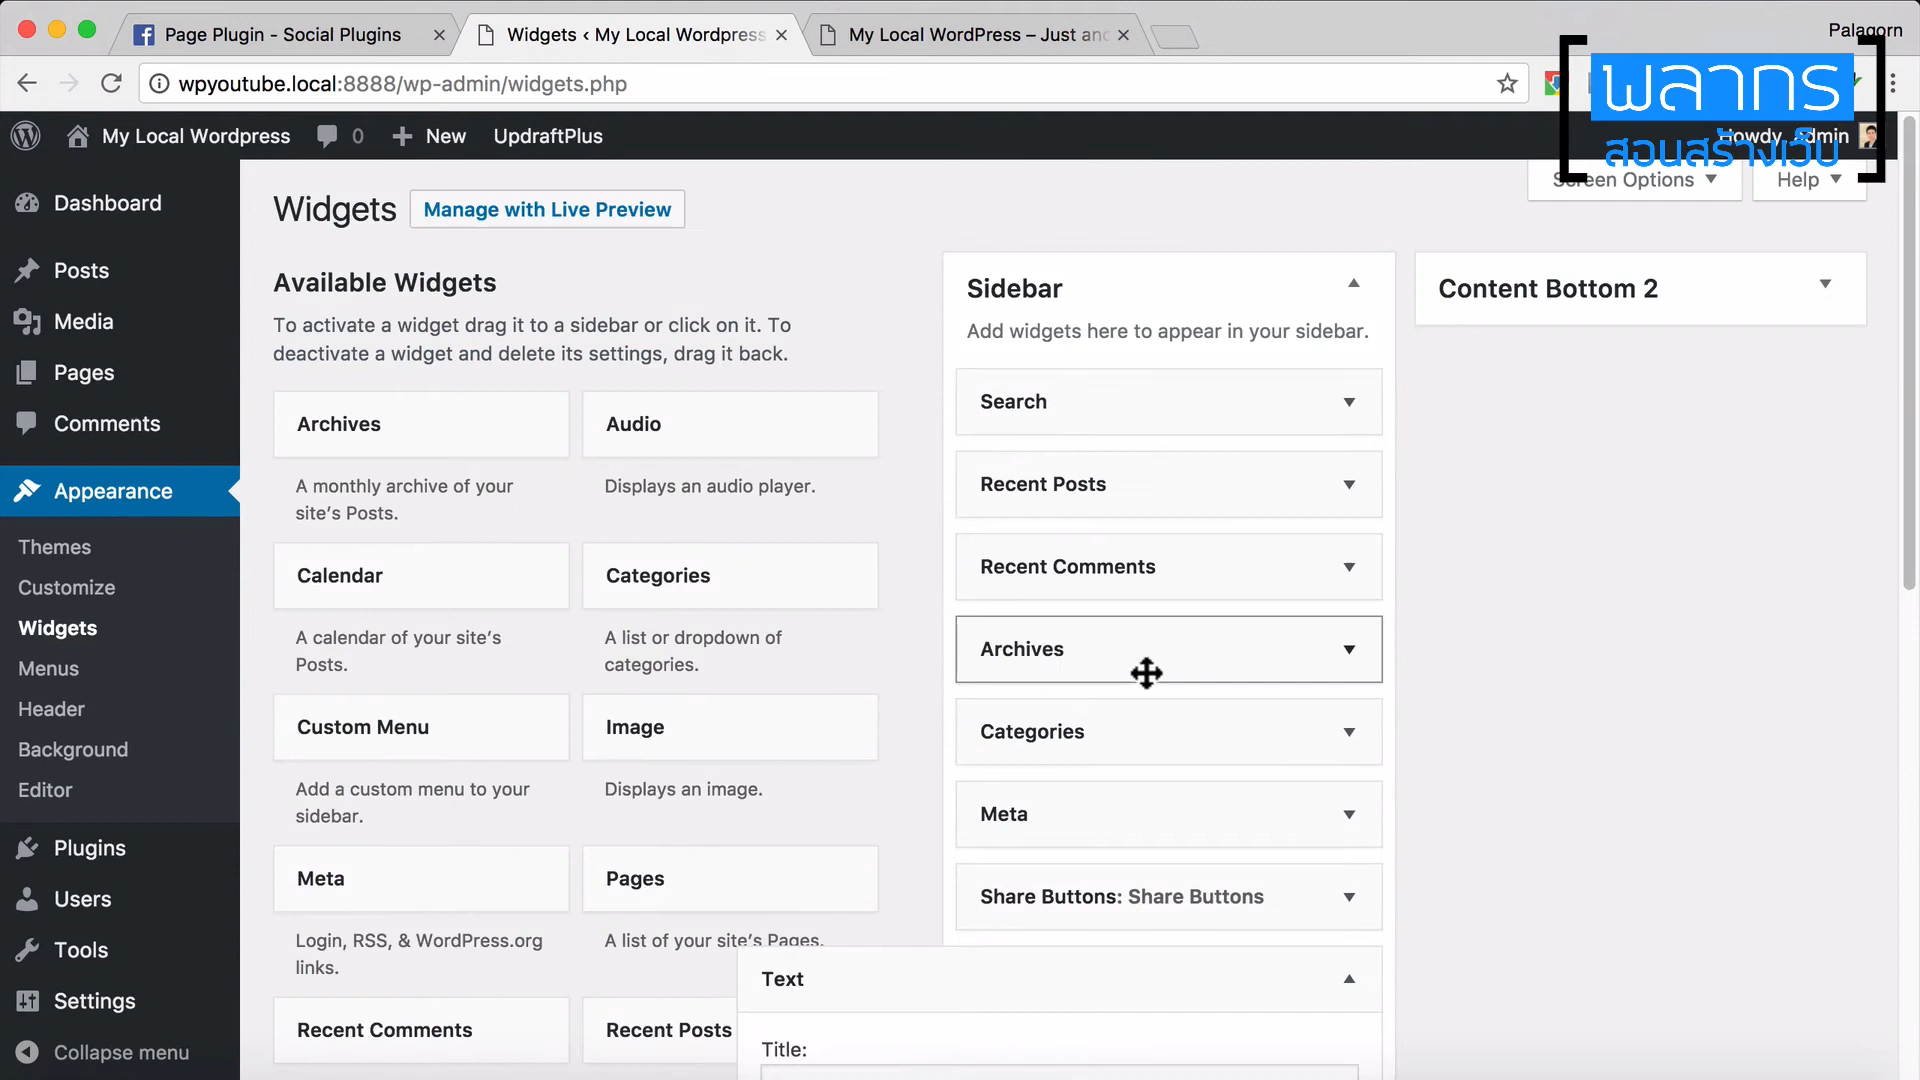 Page Plugin - Social Plugins
Widgets ‹ My Local Wordpress
My Local WordPress – Just an
Palagorn
wpyoutube.local:8888/wp-admin/widgets.php
พลากร
สอนสร้างเว็บ
My Local Wordpress
0
New
UpdraftPlus
Howdy, admin
Screen Options
Help
Dashboard
Posts
Media
Pages
Comments
Appearance
Themes
Customize
Widgets
Menus
Header
Background
Editor
Plugins
Users
Tools
Settings
Collapse menu
Widgets
Manage with Live Preview
Available Widgets
To activate a widget drag it to a sidebar or click on it. To
deactivate a widget and delete its settings, drag it back.
Archives
A monthly archive of your
site’s Posts.
Audio
Displays an audio player.
Calendar
A calendar of your site’s
Posts.
Categories
A list or dropdown of
categories.
Custom Menu
Add a custom menu to your
sidebar.
Image
Displays an image.
Meta
Login, RSS, & WordPress.org
links.
Pages
A list of your site’s Pages.
Recent Comments
Recent Posts
Sidebar
Add widgets here to appear in your sidebar.
Search
Recent Posts
Recent Comments
Archives
Categories
Meta
Share Buttons: Share Buttons
Text
Title:
Content Bottom 2